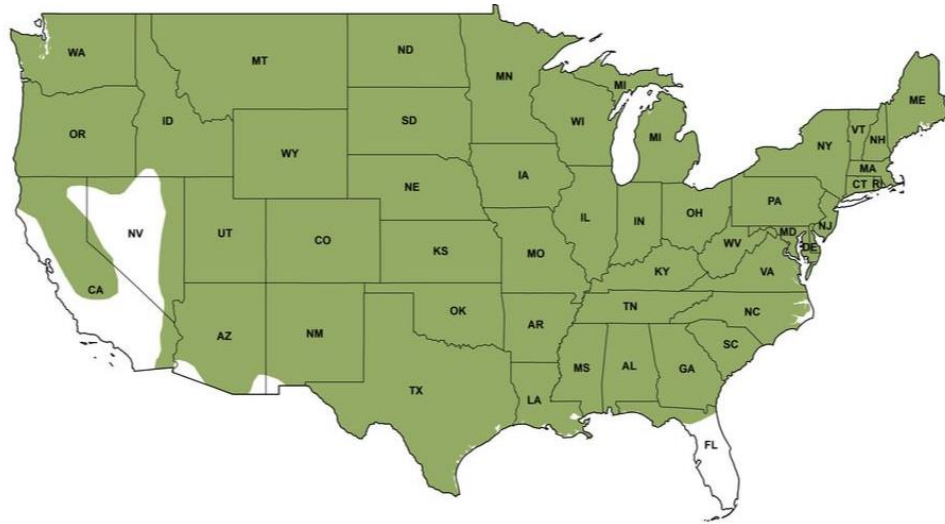 WA
MT
ND
MN
ME
OR
ID
SD
WI
MI
MI
NY
VT
NH
MA
CT
RI
WY
IA
NE
PA
NJ
NV
UT
CO
KS
MO
IL
IN
OH
WV
MD
DE
VA
KY
CA
AZ
NM
OK
AR
TN
NC
SC
TX
LA
MS
AL
GA
FL